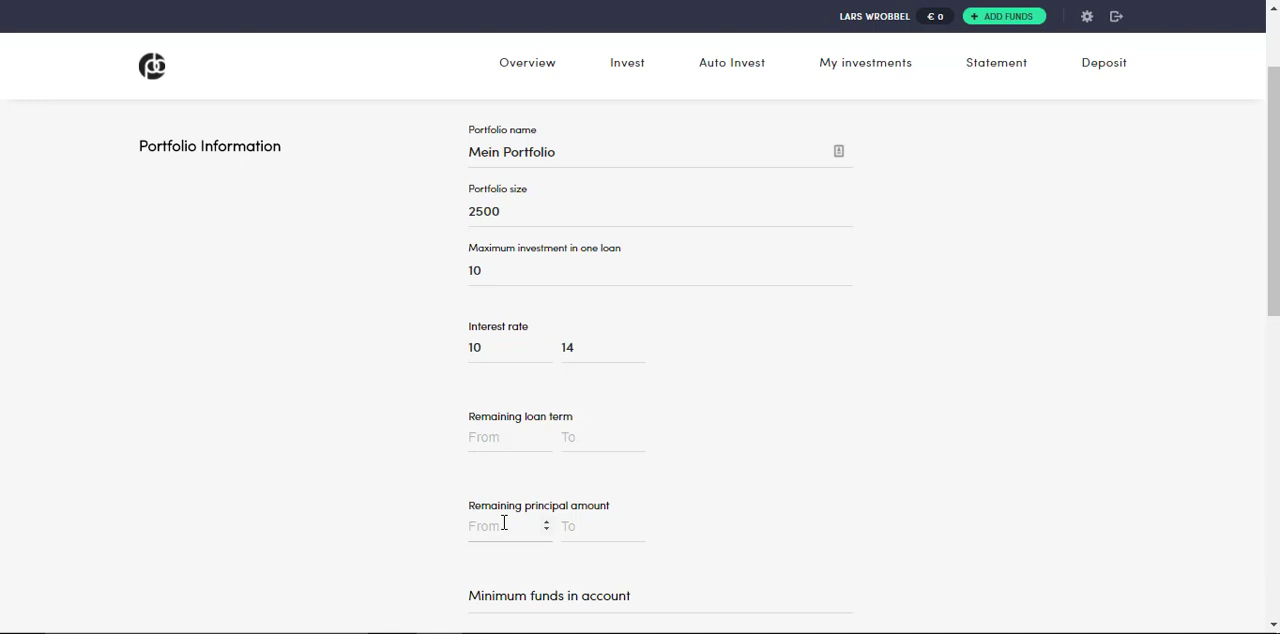 LARS WROBBEL € 0 + ADD FUNDS
Overview Invest Auto Invest My investments Statement Deposit
Portfolio Information
Portfolio name
Mein Portfolio
Portfolio size
2500
Maximum investment in one loan
10
Interest rate
10 14
Remaining loan term
From To
Remaining principal amount
From To
Minimum funds in account